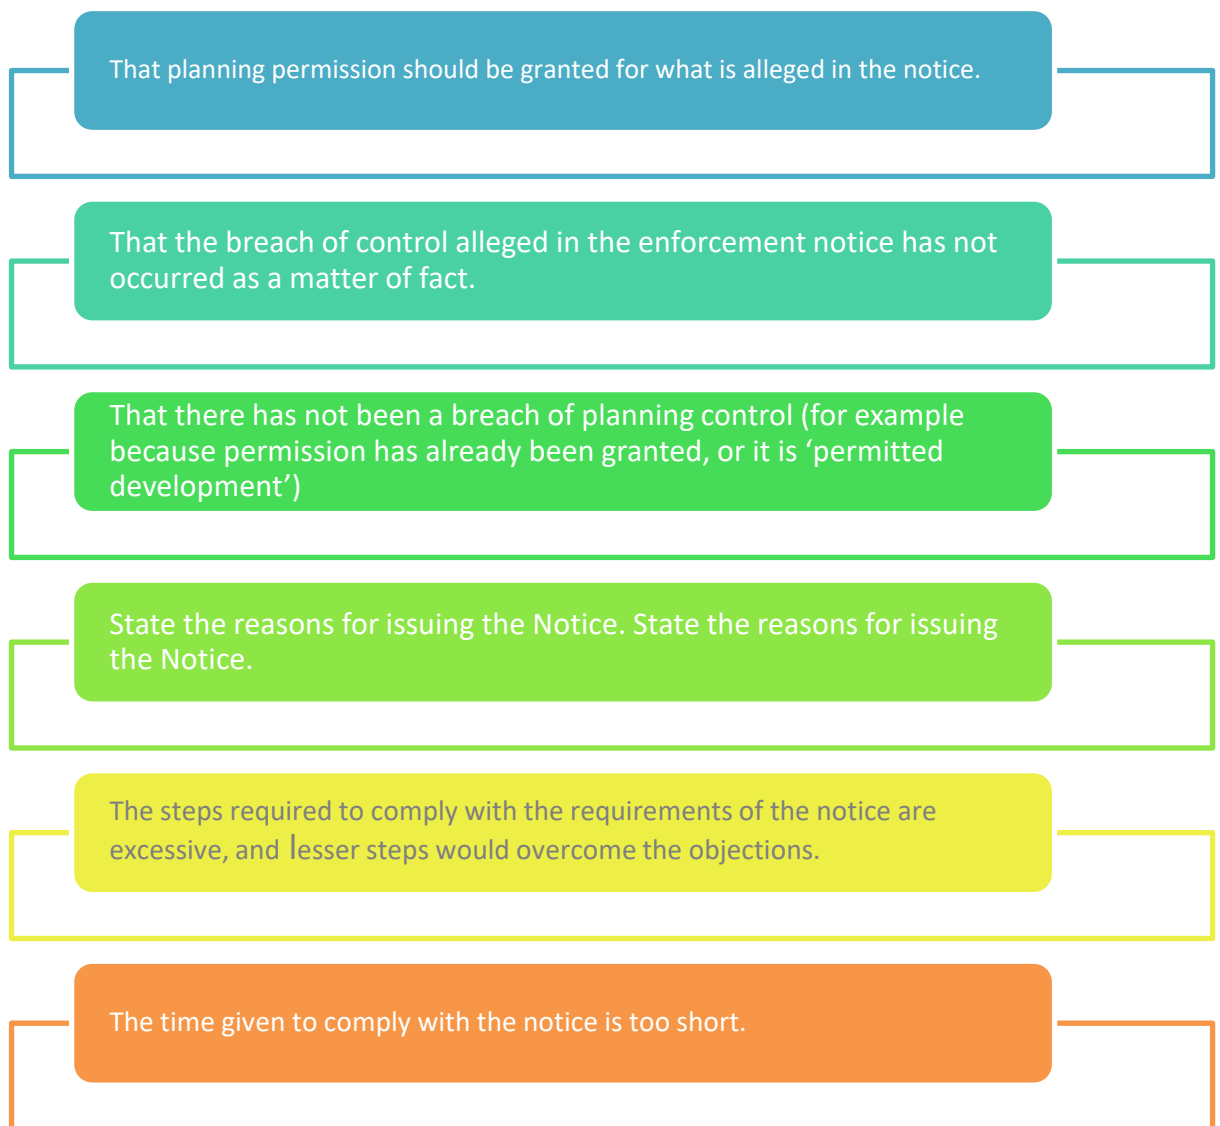 That planning permission should be granted for what is alleged in the notice.
That the breach of control alleged in the enforcement notice has not
occurred as a matter of fact.
That there has not been a breach of planning control (for example
because permission has already been granted, or it is ‘permitted
development’)
State the reasons for issuing the Notice. State the reasons for issuing
the Notice.
The steps required to comply with the requirements of the notice are
excessive, and lesser steps would overcome the objections.
The time given to comply with the notice is too short.